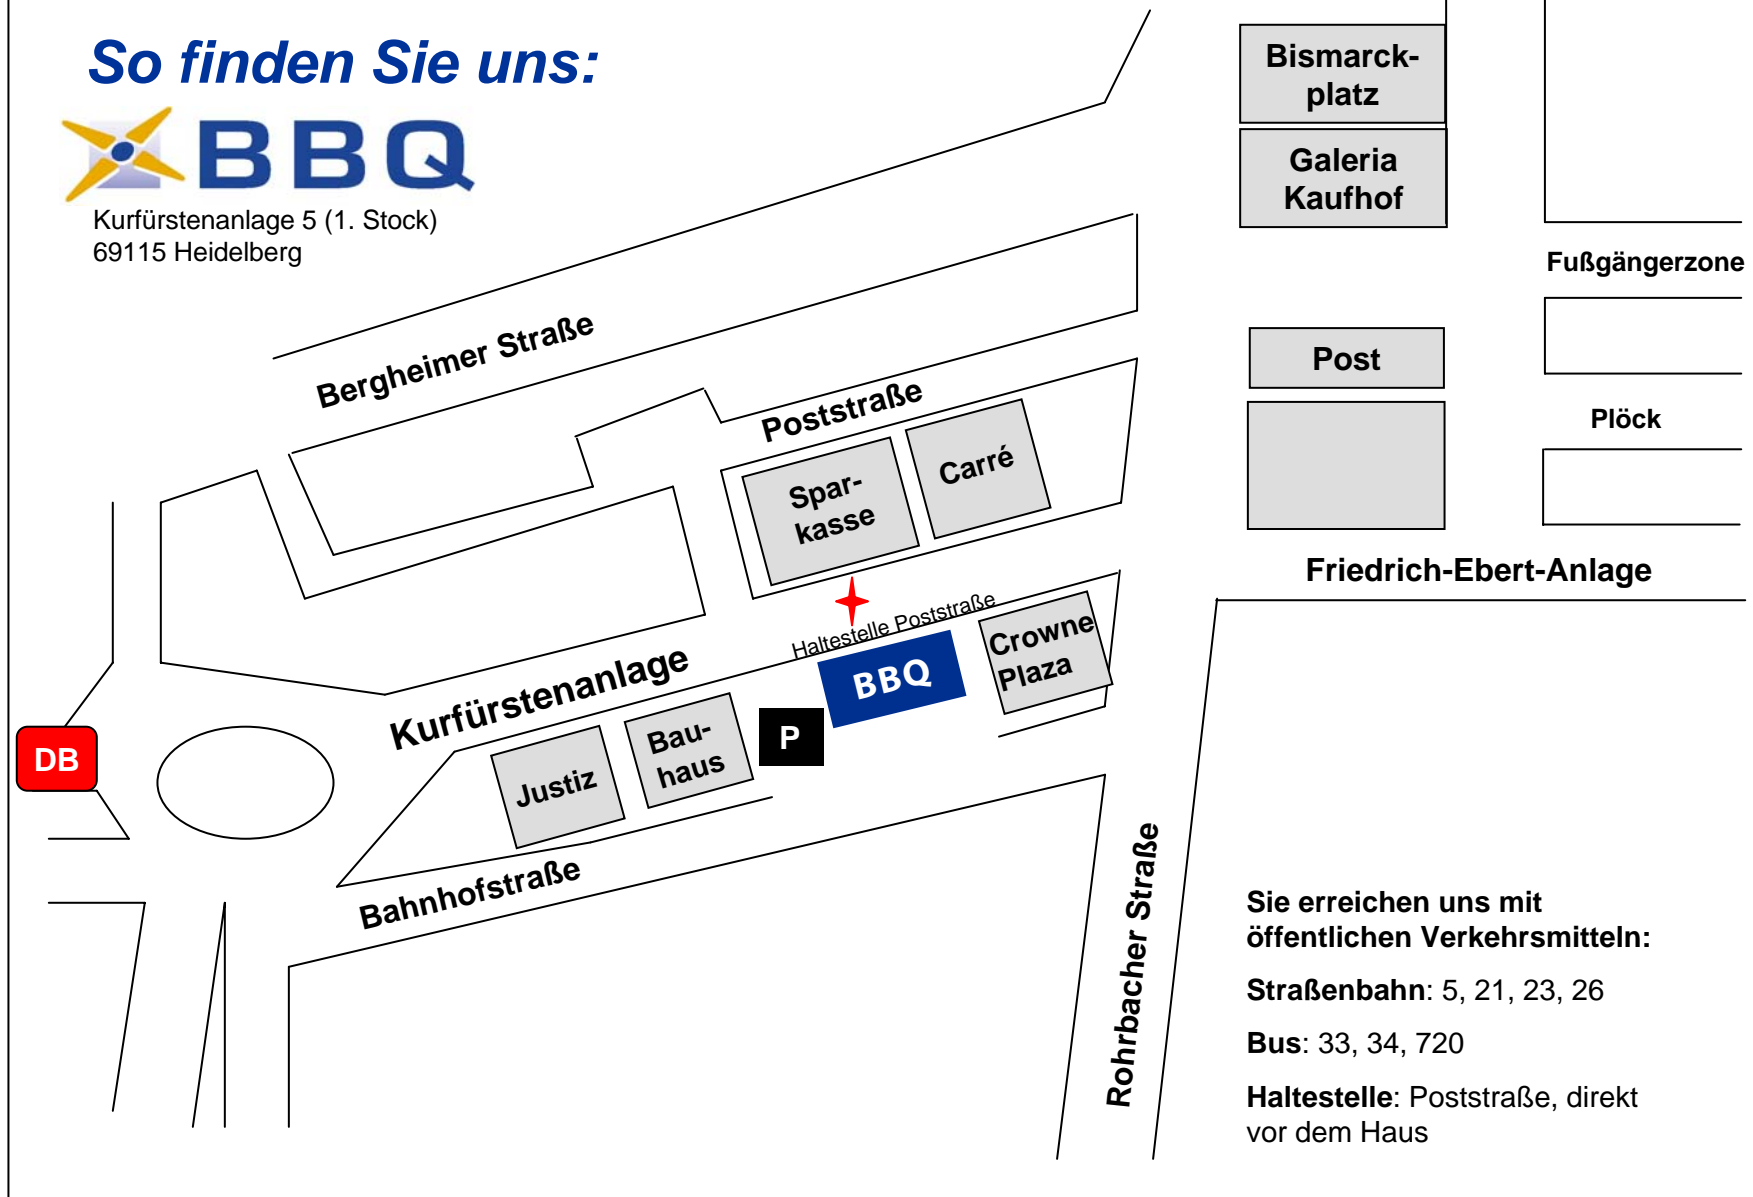 So finden Sie uns:
BBQ
Kurfürstenanlage 5 (1. Stock)
69115 Heidelberg
Bismarck-
platz
Galeria
Kaufhof
Fußgängerzone
Bergheimer Straße
Post
Poststraße
Plöck
Carré
Spar-
kasse
Friedrich-Ebert-Anlage
Haltestelle Poststraße
Crowne
Plaza
BBQ
Kurfürstenanlage
P
Bau-
haus
DB
Justiz
Bahnhofstraße
Rohrbacher Straße
Sie erreichen uns mit
öffentlichen Verkehrsmitteln:
Straßenbahn: 5, 21, 23, 26
Bus: 33, 34, 720
Haltestelle: Poststraße, direkt
vor dem Haus